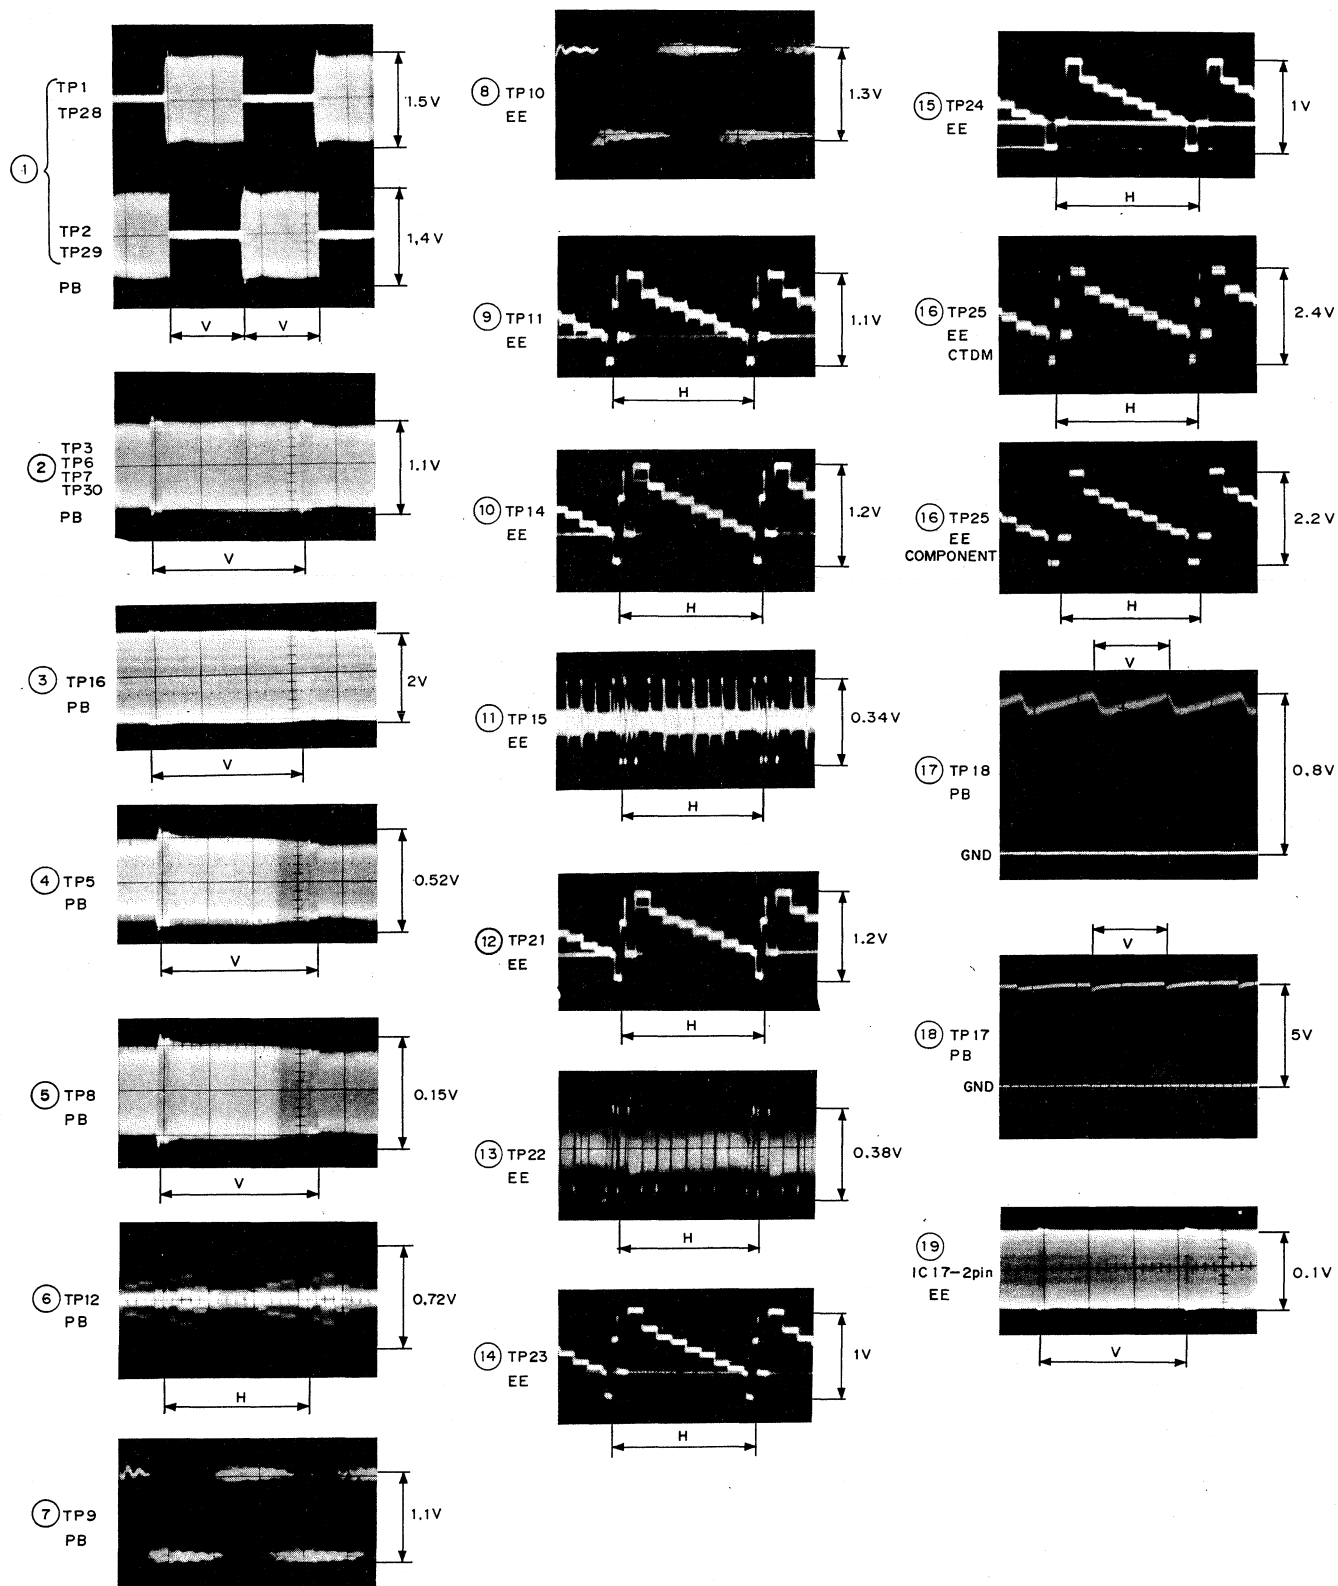 1
TP1
TP28
1.5V
TP2
TP29
PB
1,4V
V V
2
TP3
TP6
TP7
TP30
PB
1.1V
V
3 TP16
PB
2V
V
4 TP5
PB
0.52V
V
5 TP8
PB
0.15V
V
6 TP12
PB
0.72V
H
7 TP9
PB
1.1V
8 TP10
EE
1.3V
9 TP11
EE
1.1V
H
10 TP14
EE
1.2V
H
11 TP15
EE
0.34V
H
12 TP21
EE
1.2V
H
13 TP22
EE
0.38V
H
14 TP23
EE
1V
H
15 TP24
EE
1V
H
16 TP25
EE
CTDM
2.4V
H
16 TP25
EE
COMPONENT
2.2V
H
V
17 TP18
PB
0.8V
GND
V
18 TP17
PB
5V
GND
19
IC17-2pin
EE
0.1V
V